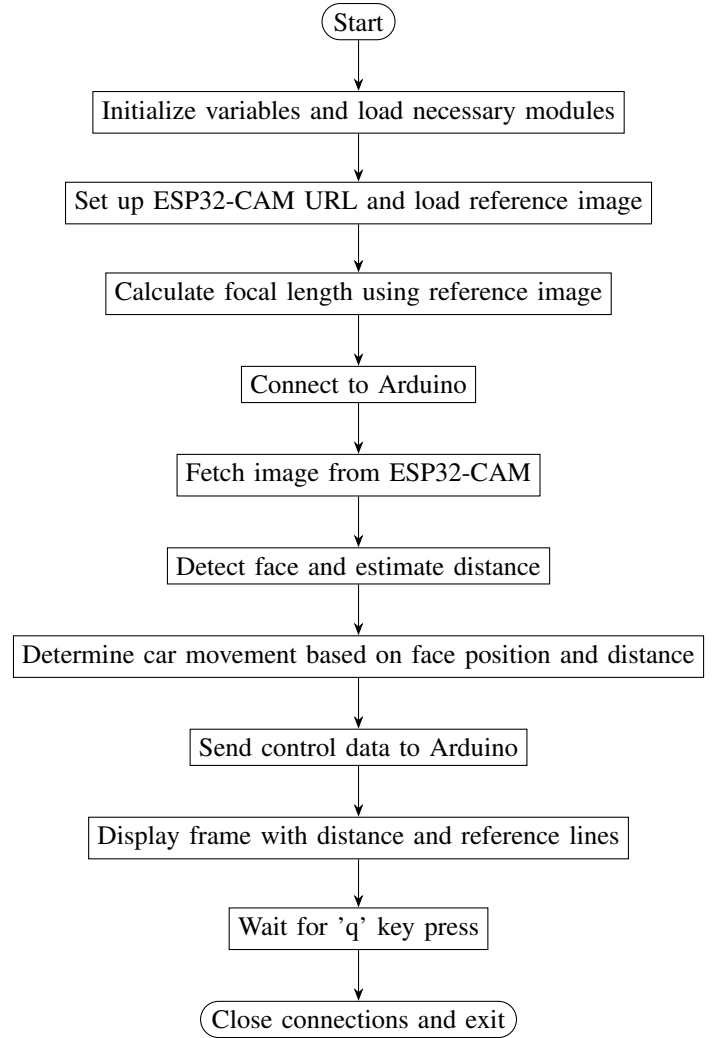 Start
Initialize variables and load necessary modules
Set up ESP32-CAM URL and load reference image
Calculate focal length using reference image
Connect to Arduino
Fetch image from ESP32-CAM
Detect face and estimate distance
Determine car movement based on face position and distance
Send control data to Arduino
Display frame with distance and reference lines
Wait for ’q’ key press
Close connections and exit